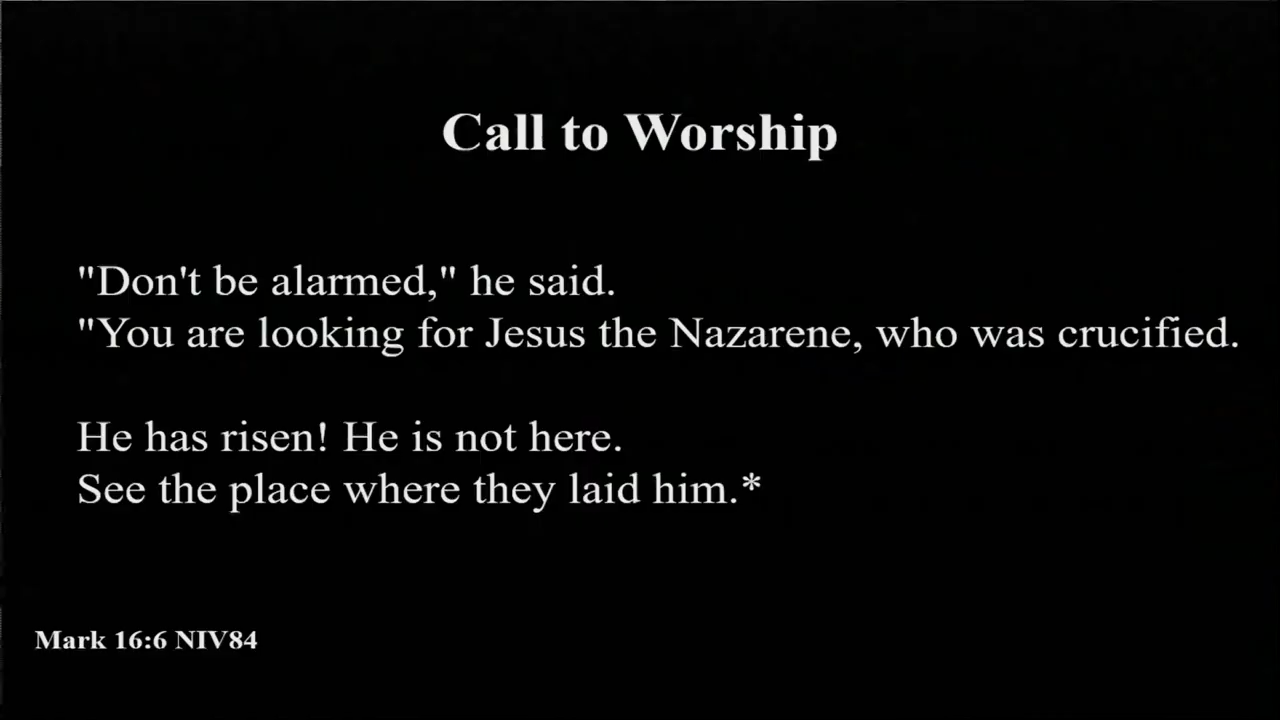 Call to Worship
"Don't be alarmed," he said.
"You are looking for Jesus the Nazarene, who was crucified.
He has risen! He is not here.
See the place where they laid him.*
Mark 16:6 NIV84